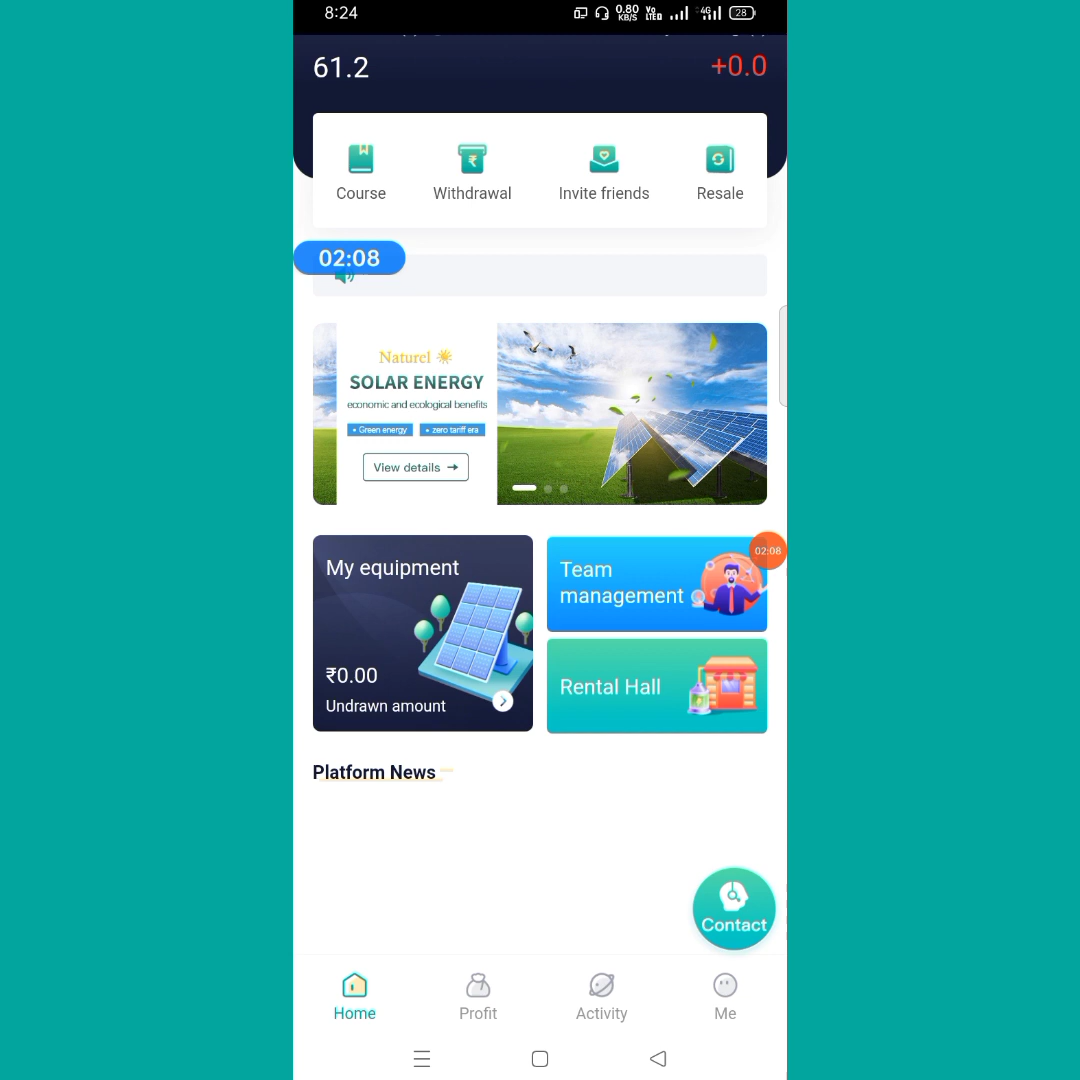 8:24
0.80
KB/S
Vo
LTE
4G
28
61.2
+0.0
Course
Withdrawal
Invite friends
Resale
02:08
Naturel
SOLAR ENERGY
economic and ecological benefits
• Green energy
• zero tariff era
View details →
My equipment
₹0.00
Undrawn amount
Team
management
02:08
Rental Hall
Platform News
Contact
Home
Profit
Activity
Me